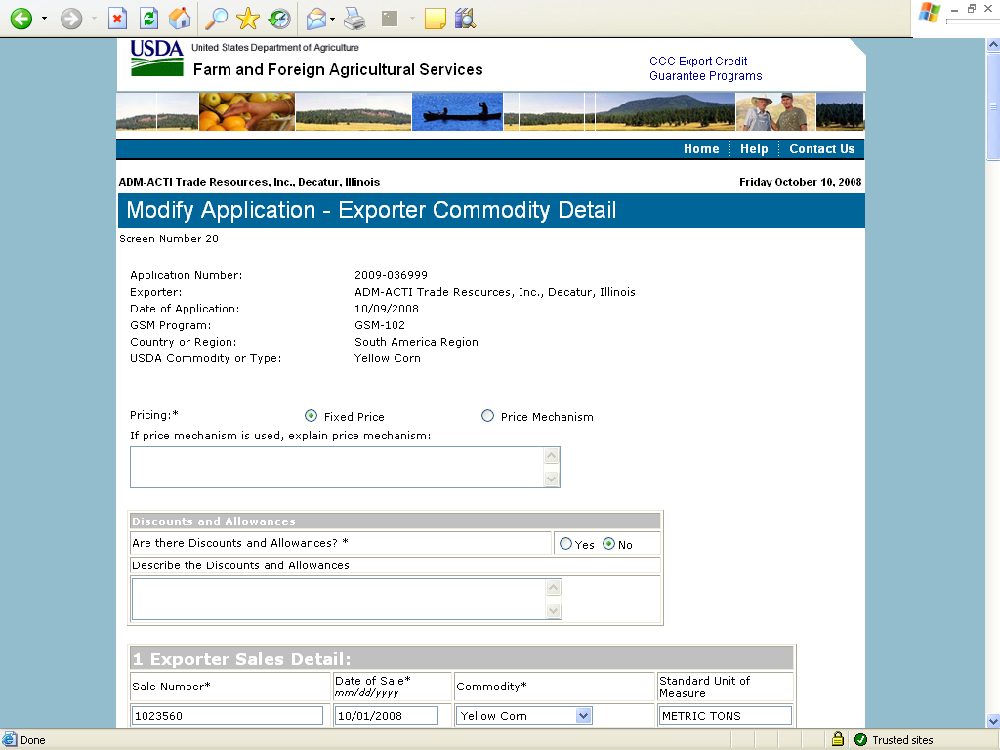 USDA United States Department of Agriculture
Farm and Foreign Agricultural Services
CCC Export Credit
Guarantee Programs
Home Help Contact Us
ADM-ACTI Trade Resources, Inc., Decatur, Illinois Friday October 10, 2008
Modify Application - Exporter Commodity Detail
Screen Number 20
Application Number: 2009-036999
Exporter: ADM-ACTI Trade Resources, Inc., Decatur, Illinois
Date of Application: 10/09/2008
GSM Program: GSM-102
Country or Region: South America Region
USDA Commodity or Type: Yellow Corn
Pricing:* Fixed Price Price Mechanism
If price mechanism is used, explain price mechanism:
Discounts and Allowances
Are there Discounts and Allowances? * Yes No
Describe the Discounts and Allowances
1 Exporter Sales Detail:
Sale Number* Date of Sale* mm/dd/yyyy Commodity* Standard Unit of Measure
1023560 10/01/2008 Yellow Corn METRIC TONS
Done Trusted sites